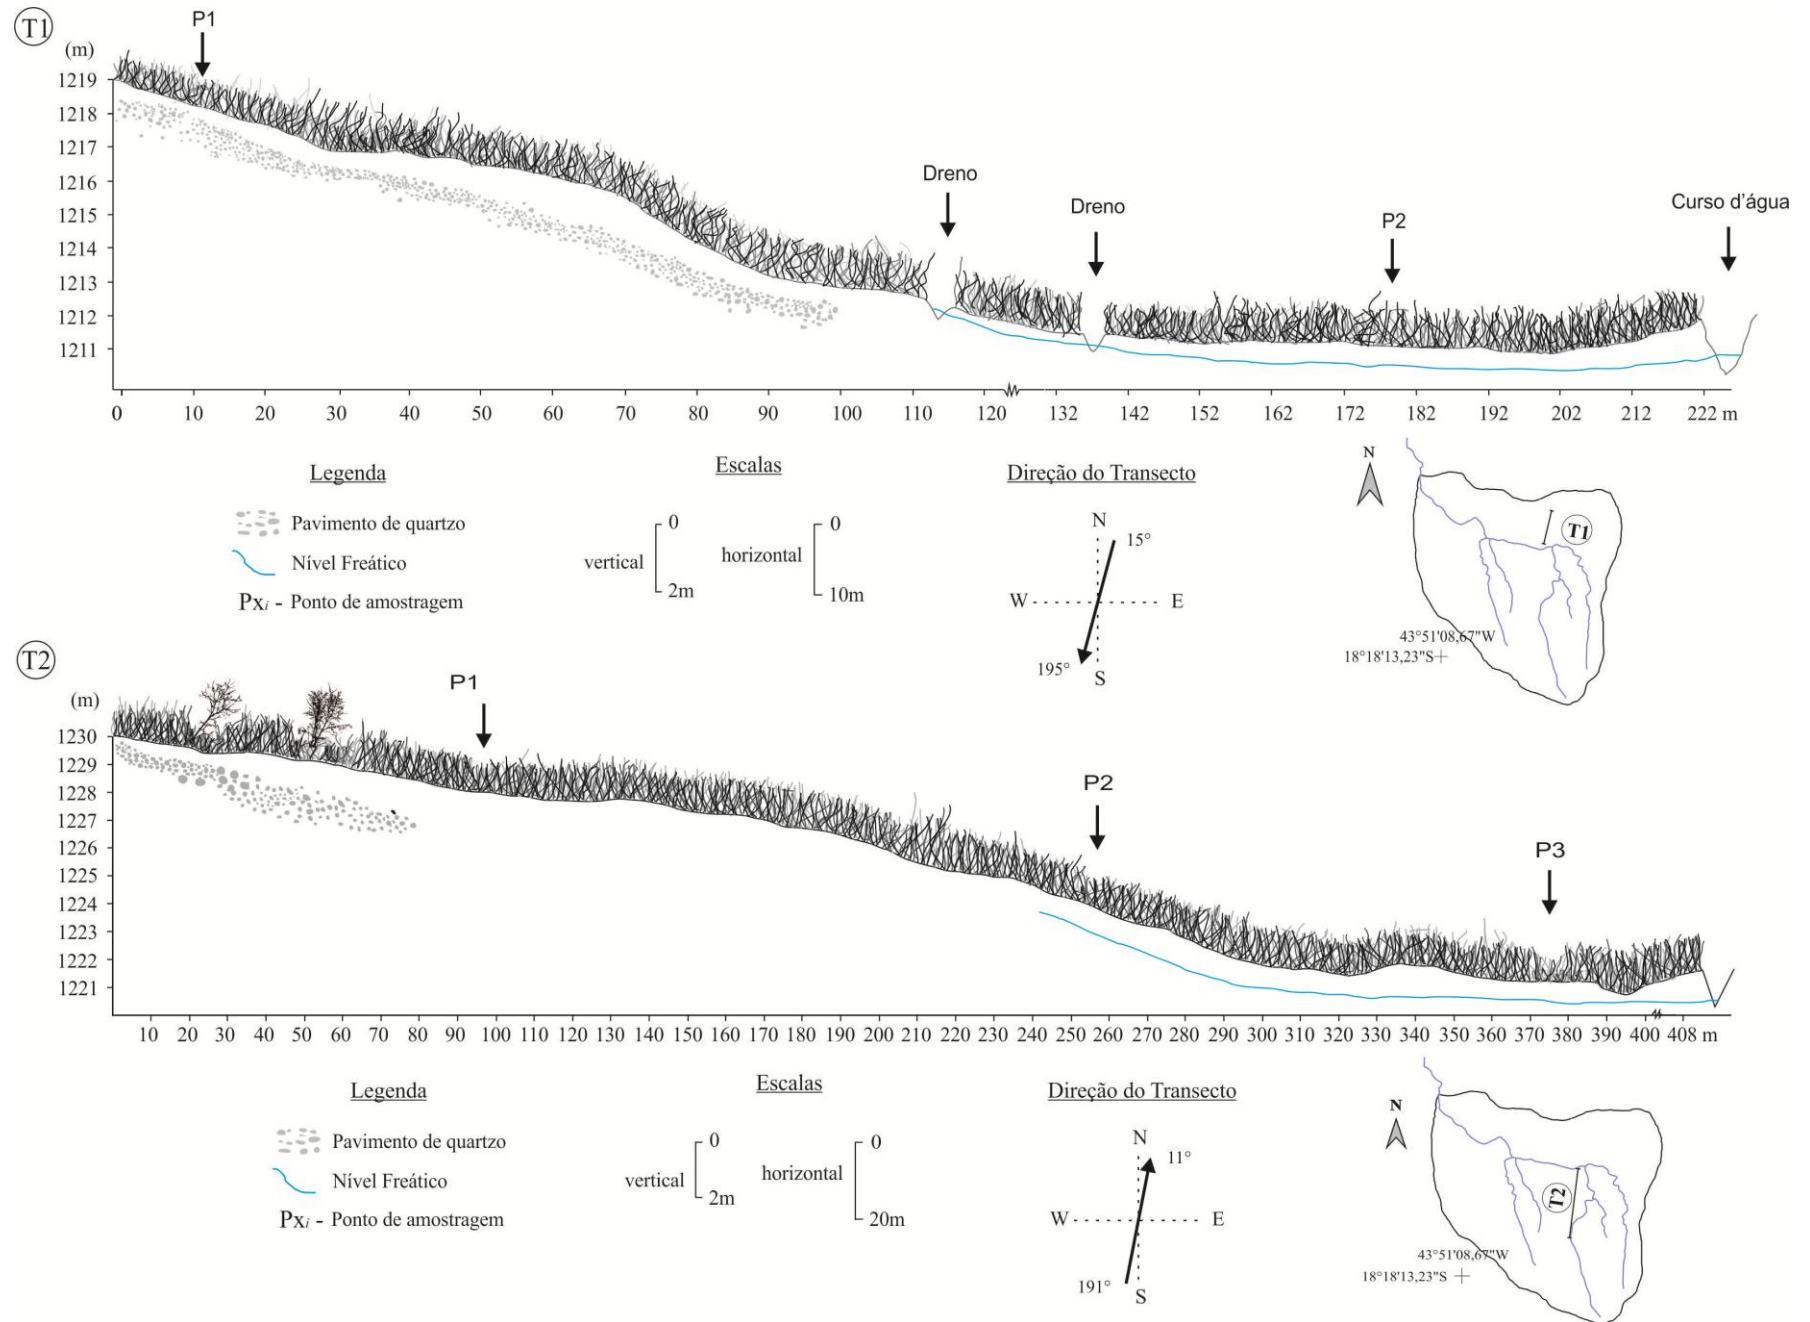 T1
P1
(m)
1219
1218
1217
1216
1215
1214
1213
1212
1211
Dreno
Dreno
P2
Curso d'água
0 10 20 30 40 50 60 70 80 90 100 110 120 132 142 152 162 172 182 192 202 212 222 m
Legenda
Pavimento de quartzo
Nível Freático
Pxi - Ponto de amostragem
Escalas
vertical
0
2m
horizontal
0
10m
Direção do Transecto
N
15°
W E
195°
S
N
T1
43°51'08,67"W
18°18'13,23"S
T2
(m)
1230
1229
1228
1227
1226
1225
1224
1223
1222
1221
P1
P2
P3
10 20 30 40 50 60 70 80 90 100 110 120 130 140 150 160 170 180 190 200 210 220 230 240 250 260 270 280 290 300 310 320 330 340 350 360 370 380 390 400 408 m
Legenda
Pavimento de quartzo
Nível Freático
Pxi - Ponto de amostragem
Escalas
vertical
0
2m
horizontal
0
20m
Direção do Transecto
N
11°
W E
191°
S
N
T2
43°51'08,67"W
18°18'13,23"S